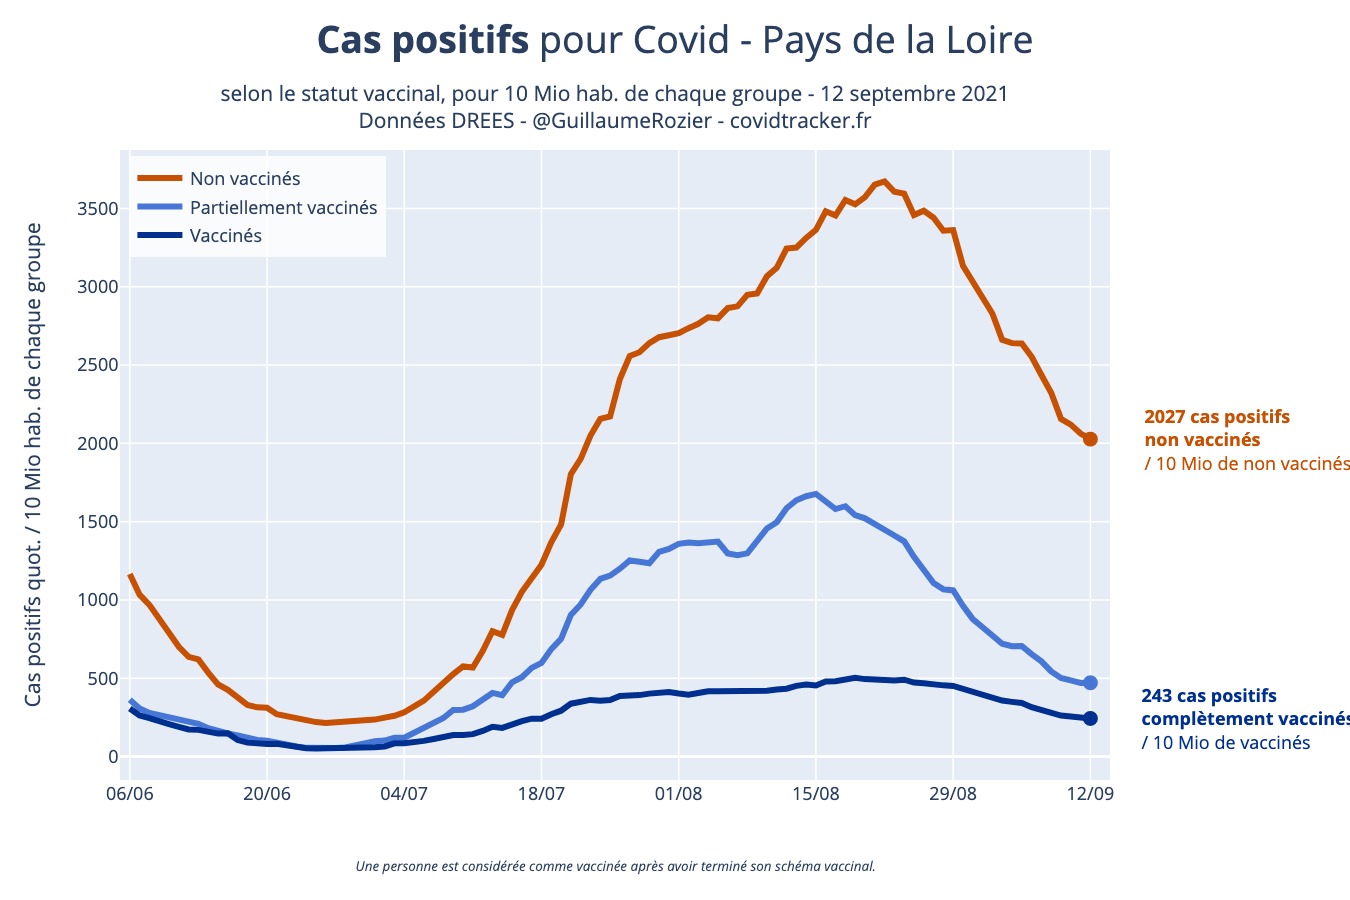 Cas positifs pour Covid - Pays de la Loire
selon le statut vaccinal, pour 10 Mio hab. de chaque groupe - 12 septembre 2021
Données DREES - @GuillaumeRozier - covidtracker.fr
Non vaccinés
Partiellement vaccinés
Vaccinés
Cas positifs quot. / 10 Mio hab. de chaque groupe
3500
3000
2500
2000
1500
1000
500
0
06/06
20/06
04/07
18/07
01/08
15/08
29/08
12/09
2027 cas positifs
non vaccinés
/ 10 Mio de non vaccinés
243 cas positifs
complètement vaccinés
/ 10 Mio de vaccinés
Une personne est considérée comme vaccinée après avoir terminé son schéma vaccinal.